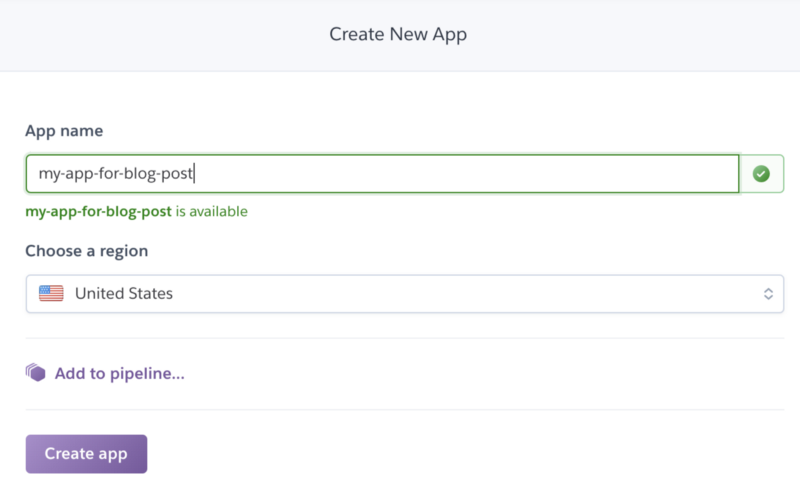 Create New App
App name
my-app-for-blog-post
my-app-for-blog-post is available
Choose a region
United States
Add to pipeline...
Create app